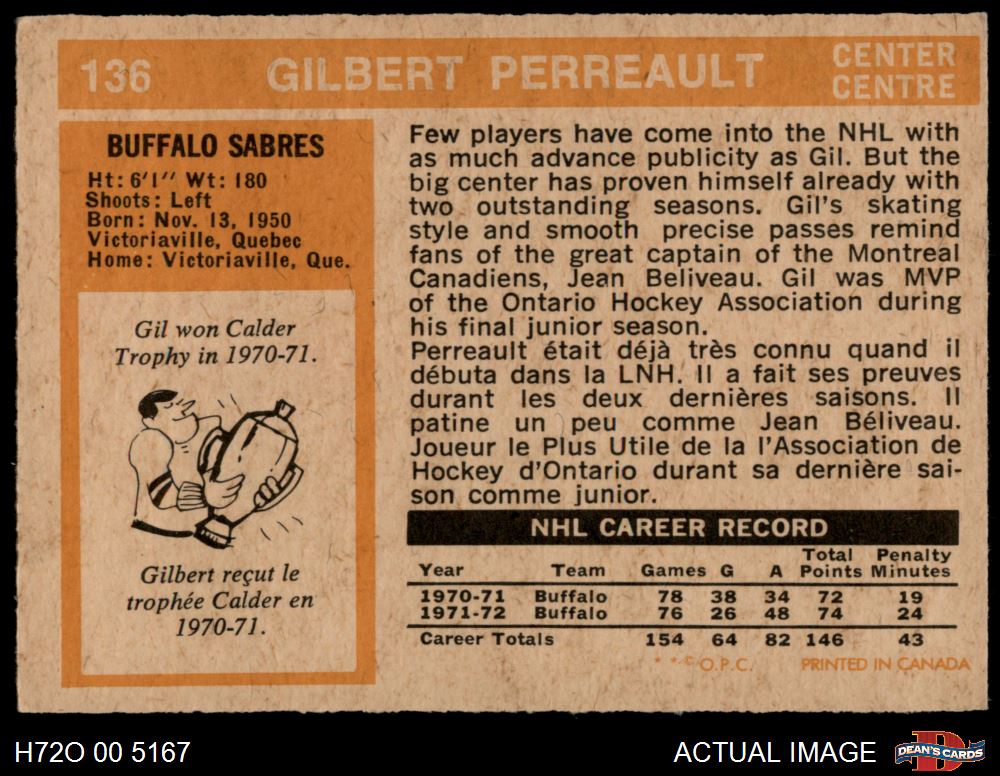 136 GILBERT PERREAULT CENTER
CENTRE
BUFFALO SABRES
Ht: 6'1'' Wt: 180
Shoots: Left
Born: Nov. 13, 1950
Victoriaville, Quebec
Home: Victoriaville, Que.
Gil won Calder
Trophy in 1970-71.
Gilbert reçut le
trophée Calder en
1970-71.
Few players have come into the NHL with
as much advance publicity as Gil. But the
big center has proven himself already with
two outstanding seasons. Gil's skating
style and smooth precise passes remind
fans of the great captain of the Montreal
Canadiens, Jean Beliveau. Gil was MVP
of the Ontario Hockey Association during
his final junior season.
Perreault était déjà très connu quand il
débuta dans la LNH. Il a fait ses preuves
durant les deux dernières saisons. Il
patine un peu comme Jean Béliveau.
Joueur le Plus Utile de la l'Association de
Hockey d'Ontario durant sa dernière sai-
son comme junior.
NHL CAREER RECORD
Year Team Games G A Total Points Penalty Minutes
1970-71 Buffalo 78 38 34 72 19
1971-72 Buffalo 76 26 48 74 24
Career Totals 154 64 82 146 43
* * © O.P.C. PRINTED IN CANADA
H72O 00 5167 ACTUAL IMAGE DEAN'S CARDS